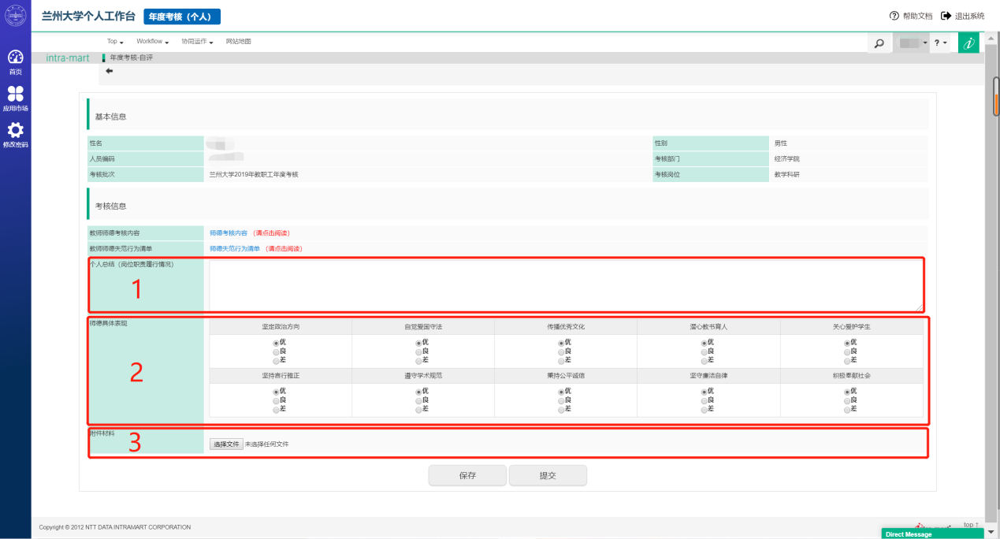 兰州大学个人工作台 年度考核（个人） 帮助文档 退出系统
Top Workflow 协同运作 网站地图 ?
intra-mart 年度考核-自评
首页
应用市场
修改密码
基本信息
姓名 性别 男性
人员编码 考核部门 经济学院
考核批次 兰州大学2019年教职工年度考核 考核岗位 教学科研
考核信息
教师师德考核内容 师德考核内容 （请点击阅读）
教师师德失范行为清单 师德失范行为清单 （请点击阅读）
个人总结（岗位职责履行情况）
1
师德具体表现 坚定政治方向 自觉爱国守法 传播优秀文化 潜心教书育人 关心爱护学生
优 优 优 优 优
良 良 良 良 良
差 差 差 差 差
2
坚持言行雅正 遵守学术规范 秉持公平诚信 坚守廉洁自律 积极奉献社会
优 优 优 优 优
良 良 良 良 良
差 差 差 差 差
附件材料
3
选择文件 未选择任何文件
保存 提交
Copyright © 2012 NTT DATA INTRAMART CORPORATION
top ↑
Direct Message